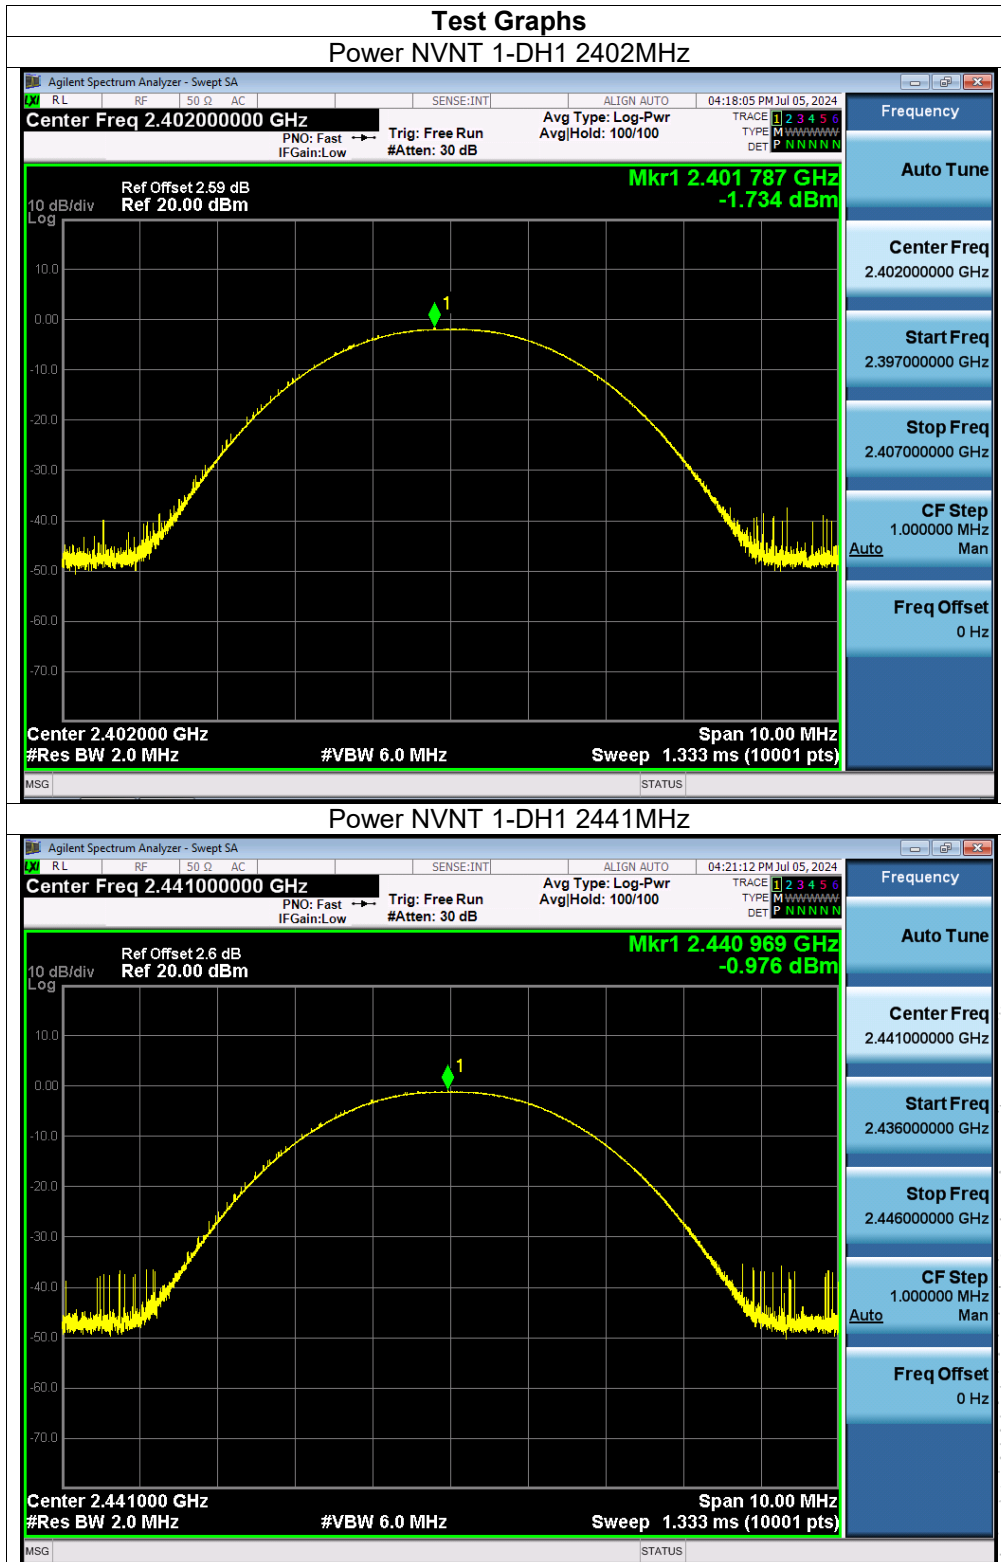 Test Graphs
Power NVNT 1-DH1 2402MHz
Agilent Spectrum Analyzer - Swept SA
LXI RL RF 50 Ω AC SENSE:INT ALIGN AUTO 04:18:05 PM Jul 05, 2024
Center Freq 2.402000000 GHz
PNO: Fast
IFGain:Low
Trig: Free Run
#Atten: 30 dB
Avg Type: Log-Pwr
Avg|Hold: 100/100
TRACE 1 2 3 4 5 6
TYPE M WWWWW
DET P N N N N N
Frequency
Auto Tune
Center Freq
2.402000000 GHz
Start Freq
2.397000000 GHz
Stop Freq
2.407000000 GHz
CF Step
1.000000 MHz
Auto Man
Freq Offset
0 Hz
Mkr1 2.401 787 GHz
-1.734 dBm
Ref Offset 2.59 dB
10 dB/div Ref 20.00 dBm
Log
10.0
1
0.00
-10.0
-20.0
-30.0
-40.0
-50.0
-60.0
-70.0
Center 2.402000 GHz Span 10.00 MHz
#Res BW 2.0 MHz #VBW 6.0 MHz Sweep 1.333 ms (10001 pts)
MSG STATUS
Power NVNT 1-DH1 2441MHz
Agilent Spectrum Analyzer - Swept SA
LXI RL RF 50 Ω AC SENSE:INT ALIGN AUTO 04:21:12 PM Jul 05, 2024
Center Freq 2.441000000 GHz
PNO: Fast
IFGain:Low
Trig: Free Run
#Atten: 30 dB
Avg Type: Log-Pwr
Avg|Hold: 100/100
TRACE 1 2 3 4 5 6
TYPE M WWWWW
DET P N N N N N
Frequency
Auto Tune
Center Freq
2.441000000 GHz
Start Freq
2.436000000 GHz
Stop Freq
2.446000000 GHz
CF Step
1.000000 MHz
Auto Man
Freq Offset
0 Hz
Mkr1 2.440 969 GHz
-0.976 dBm
Ref Offset 2.6 dB
10 dB/div Ref 20.00 dBm
Log
10.0
1
0.00
-10.0
-20.0
-30.0
-40.0
-50.0
-60.0
-70.0
Center 2.441000 GHz Span 10.00 MHz
#Res BW 2.0 MHz #VBW 6.0 MHz Sweep 1.333 ms (10001 pts)
MSG STATUS